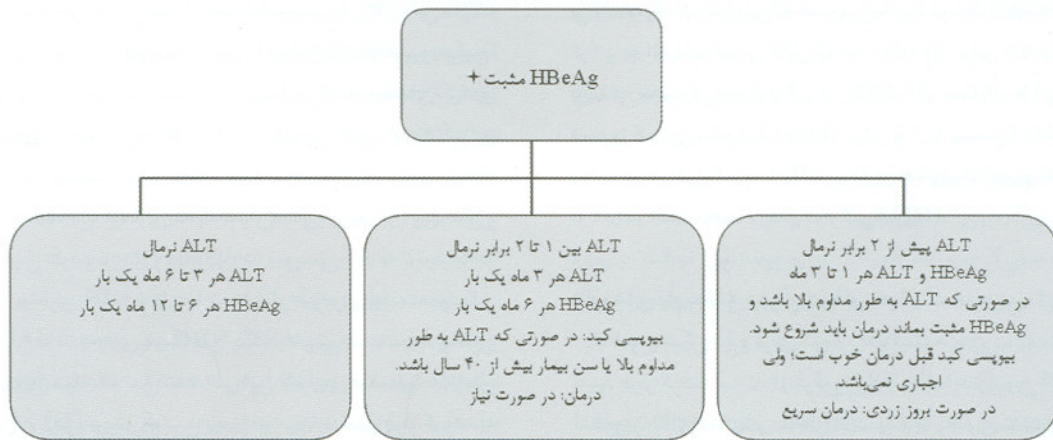 HBeAg مثبت +
ALT پیش از ۲ برابر نرمال
HBeAg و ALT هر ۱ تا ۳ ماه
در صورتی که ALT به طور مداوم بالا باشد و
HBeAg مثبت بماند درمان باید شروع شود.
بیوپسی کبد قبل درمان خوب است؛ ولی
اجباری نمی‌باشد.
در صورت بروز زردی: درمان سریع
ALT بین ۱ تا ۲ برابر نرمال
ALT هر ۳ ماه یک بار
HBeAg هر ۶ ماه یک بار
بیوپسی کبد: در صورتی که ALT به طور
مداوم بالا یا سن بیمار بیش از ۴۰ سال باشد.
درمان: در صورت نیاز
ALT نرمال
ALT هر ۳ تا ۶ ماه یک بار
HBeAg هر ۶ تا ۱۲ ماه یک بار